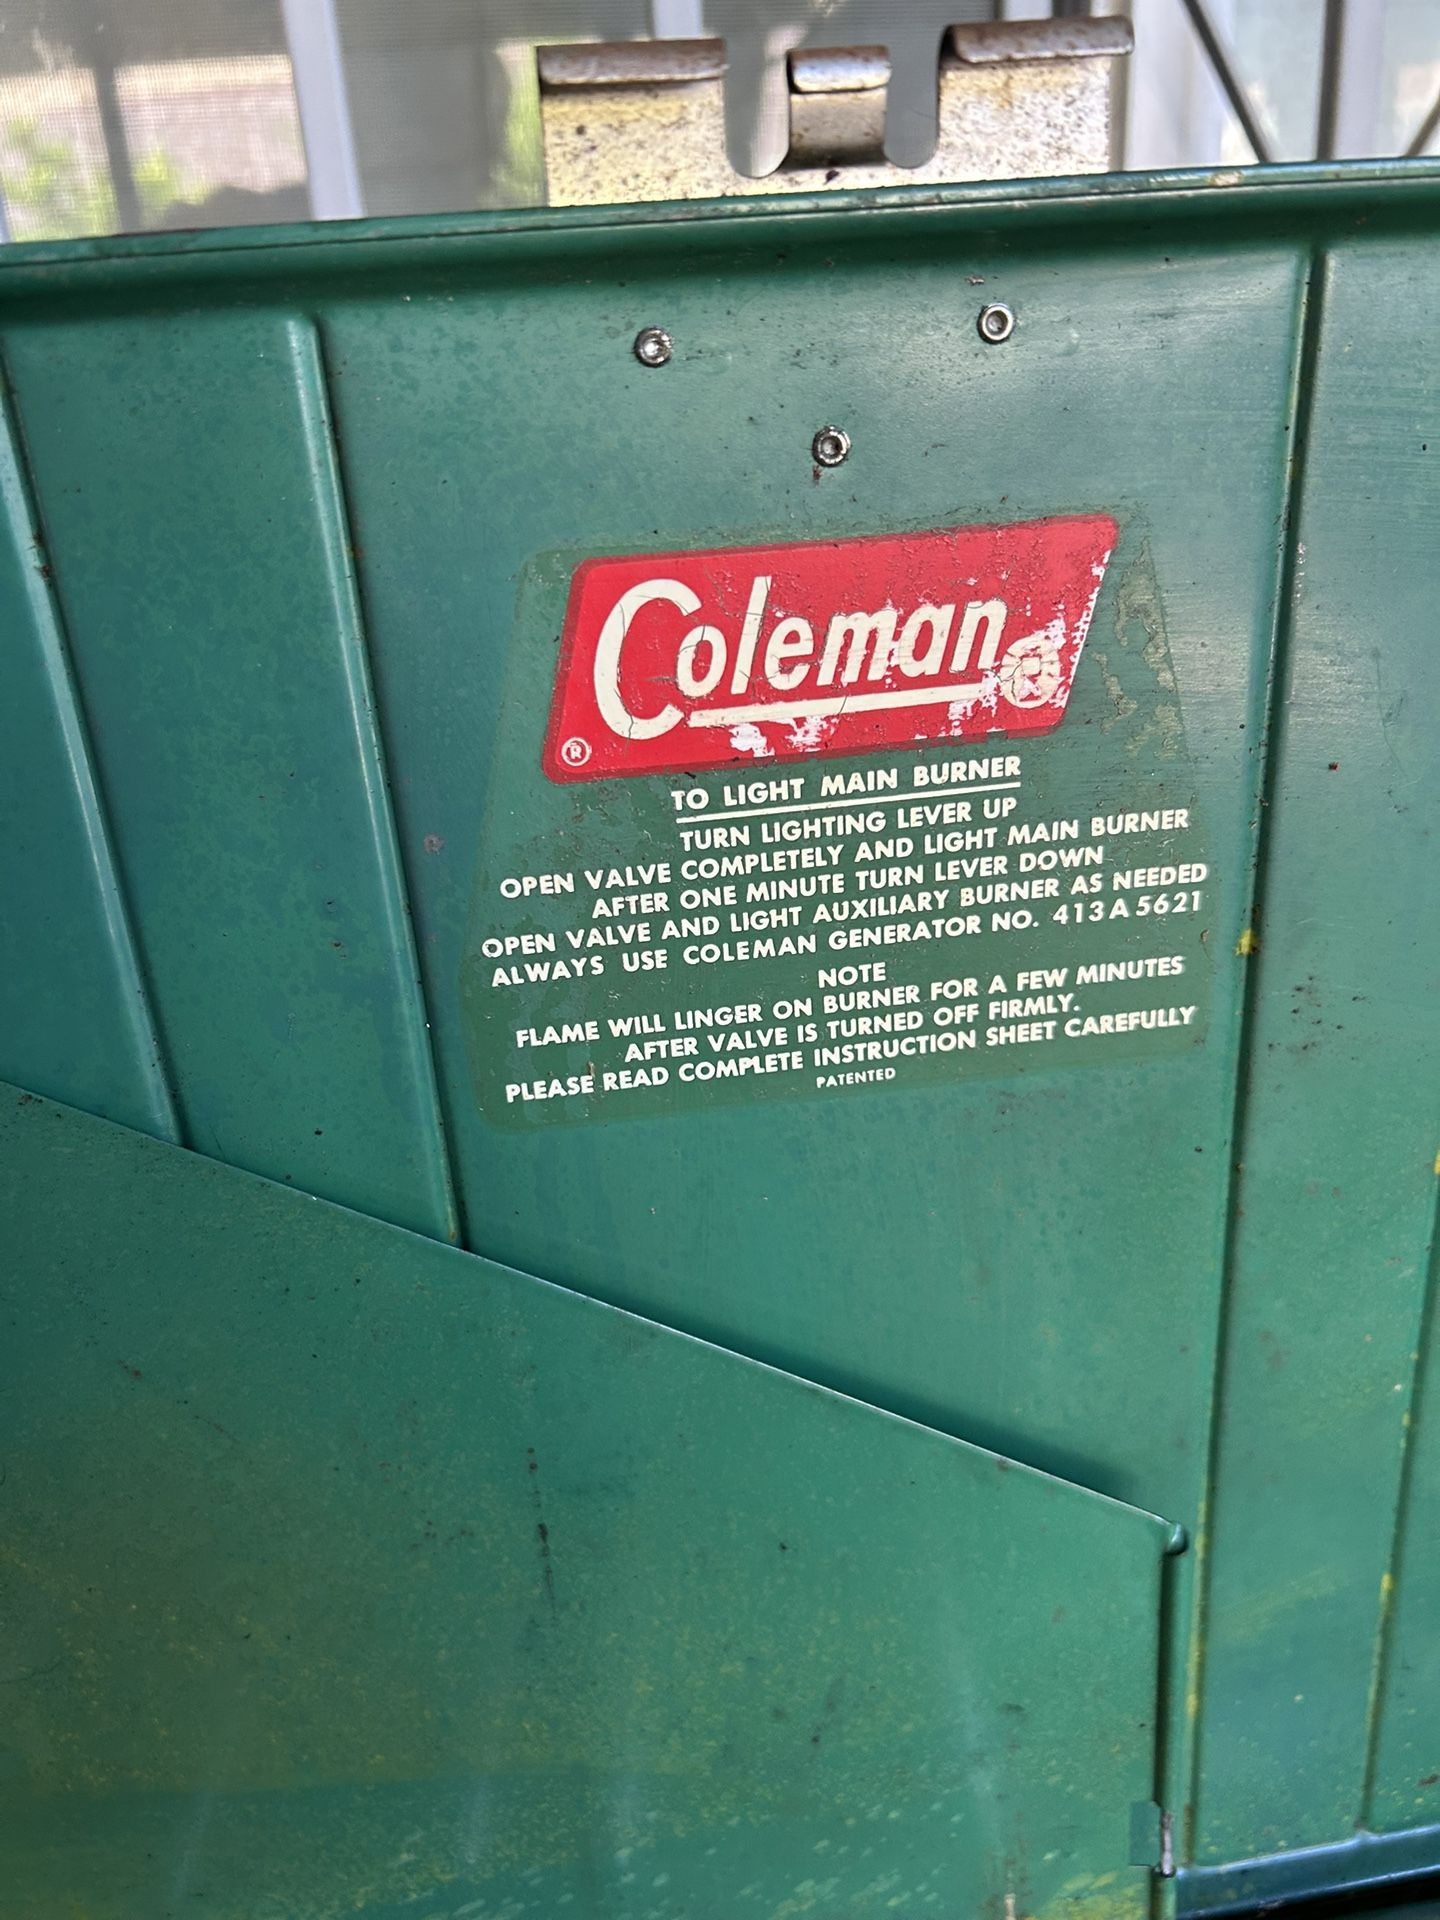 Coleman
®
TO LIGHT MAIN BURNER
TURN LIGHTING LEVER UP
OPEN VALVE COMPLETELY AND LIGHT MAIN BURNER
AFTER ONE MINUTE TURN LEVER DOWN
OPEN VALVE AND LIGHT AUXILIARY BURNER AS NEEDED
ALWAYS USE COLEMAN GENERATOR NO. 413A5621
NOTE
FLAME WILL LINGER ON BURNER FOR A FEW MINUTES
AFTER VALVE IS TURNED OFF FIRMLY.
PLEASE READ COMPLETE INSTRUCTION SHEET CAREFULLY
PATENTED